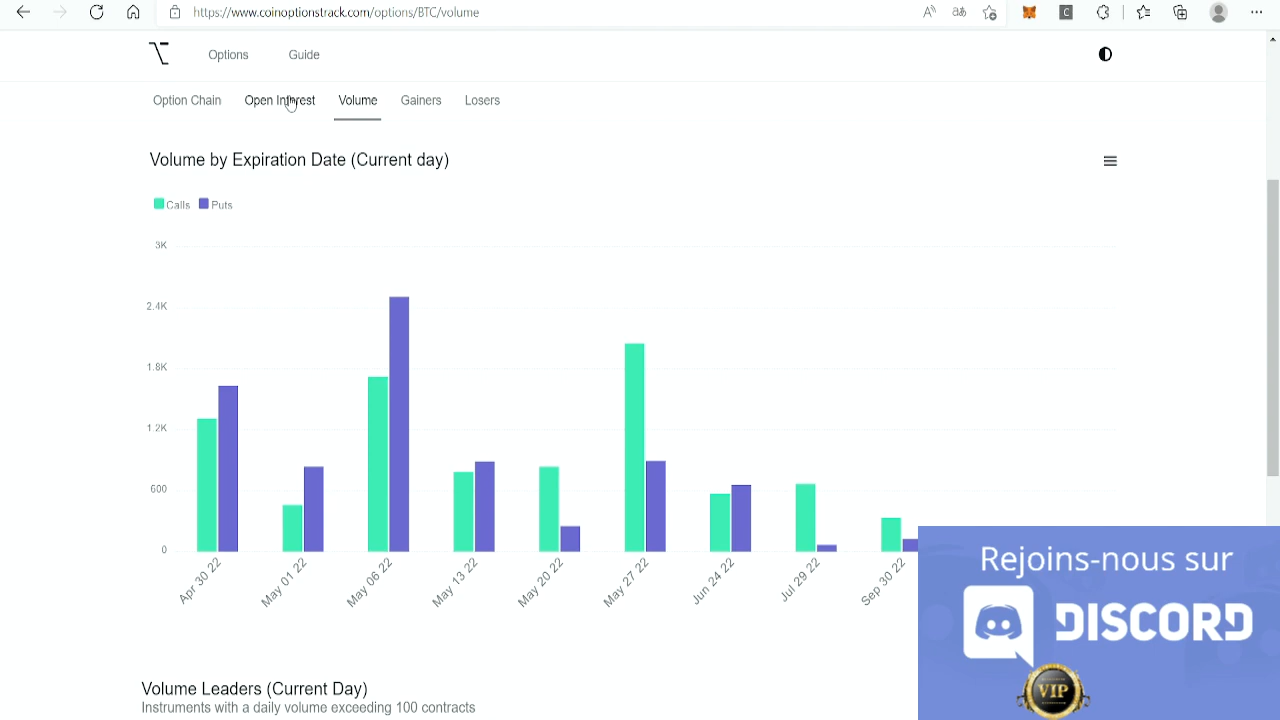 https://www.coinoptionstrack.com/options/BTC/volume
Options Guide
Option Chain Open Interest Volume Gainers Losers
Volume by Expiration Date (Current day)
Calls Puts
3K
2.4K
1.8K
1.2K
600
0
Apr 30 22 May 01 22 May 06 22 May 13 22 May 20 22 May 27 22 Jun 24 22 Jul 29 22 Sep 30 22
Rejoins-nous sur
DISCORD
VIP
Volume Leaders (Current Day)
Instruments with a daily volume exceeding 100 contracts